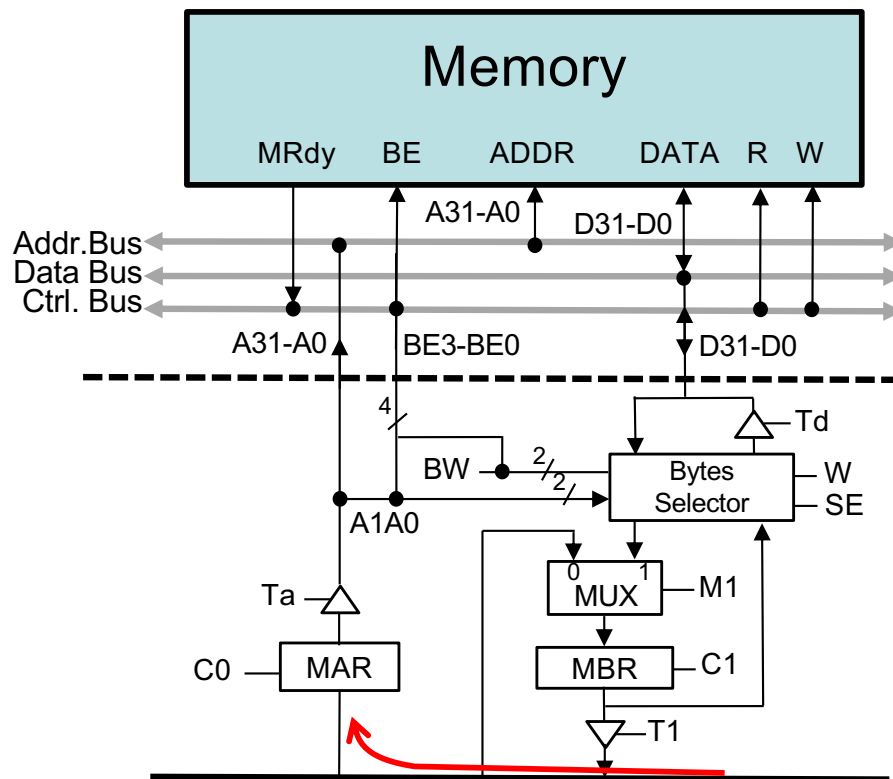 Memory
MRdy BE ADDR DATA R W
A31-A0 D31-D0
Addr.Bus
Data Bus
Ctrl. Bus
A31-A0 BE3-BE0 D31-D0
4
Td
BW 2 Bytes W
2 Selector SE
A1A0
0 1
Ta MUX M1
C0 MAR MBR C1
T1